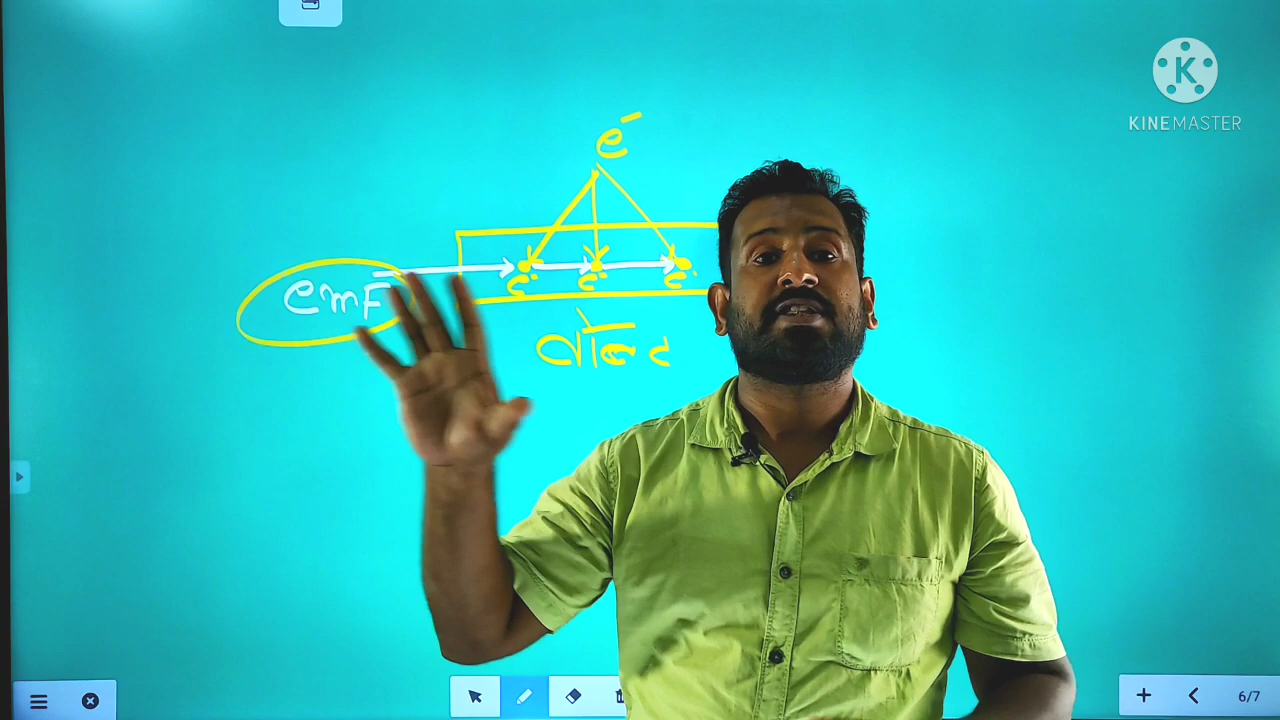 e⁻
KINEMASTER
emF
e⁻ e⁻ e⁻
6/7